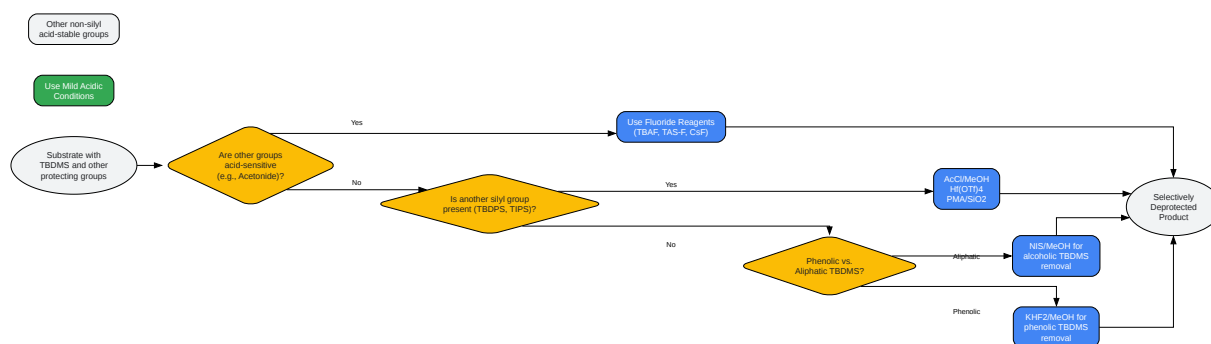 Other non-silyl
acid-stable groups
Use Mild Acidic
Conditions
Substrate with
TBDMS and other
protecting groups
Are other groups
acid-sensitive
(e.g., Acetonide)?
Yes
Use Fluoride Reagents
(TBAF, TAS-F, CsF)
No
Is another silyl group
present (TBDPS, TIPS)?
Yes
AcCl/MeOH
Hf(OTf)4
PMA/SiO2
Selectively
Deprotected
Product
No
Phenolic vs.
Aliphatic TBDMS?
Aliphatic
NIS/MeOH for
alcoholic TBDMS
removal
Phenolic
KHF2/MeOH for
phenolic TBDMS
removal